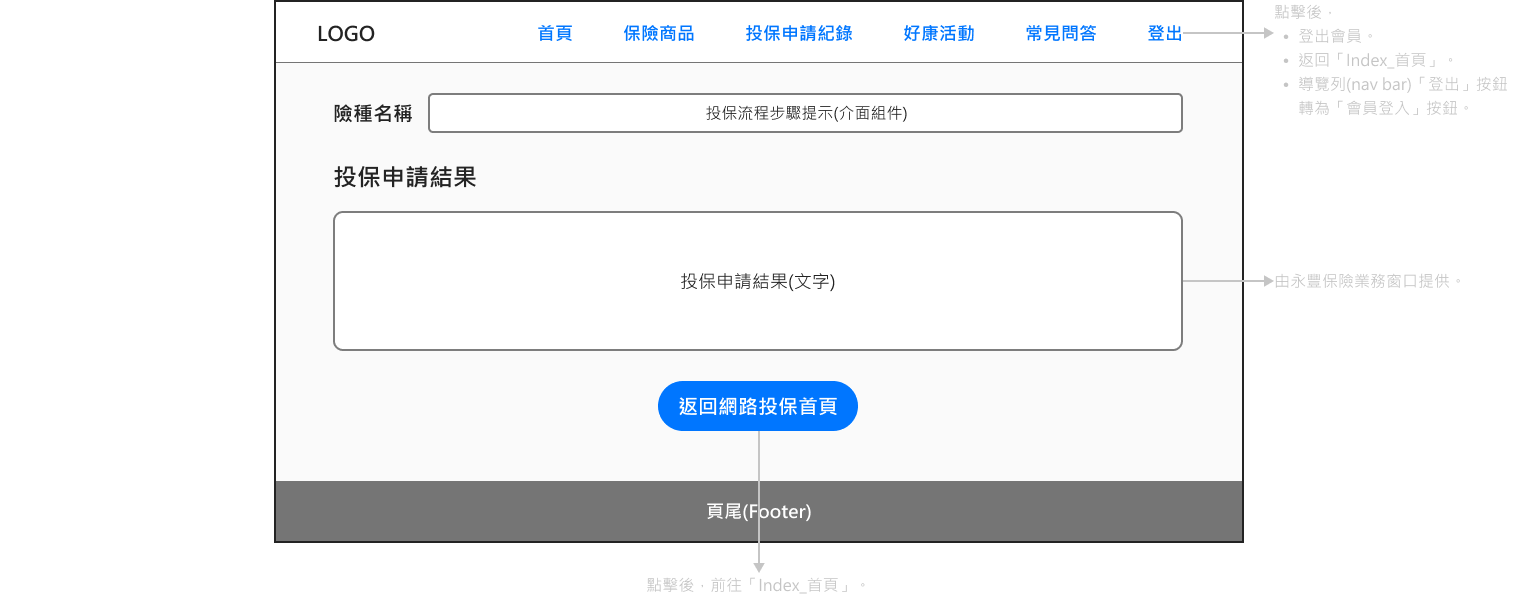 LOGO 首頁 保險商品 投保申請紀錄 好康活動 常見問答 登出
點擊後，
• 登出會員。
• 返回「Index_首頁」。
• 導覽列(nav bar)「登出」按鈕
轉為「會員登入」按鈕。
險種名稱 投保流程步驟提示(介面組件)
投保申請結果
投保申請結果(文字)
由永豐保險業務窗口提供。
返回網路投保首頁
頁尾(Footer)
點擊後，前往「Index_首頁」。